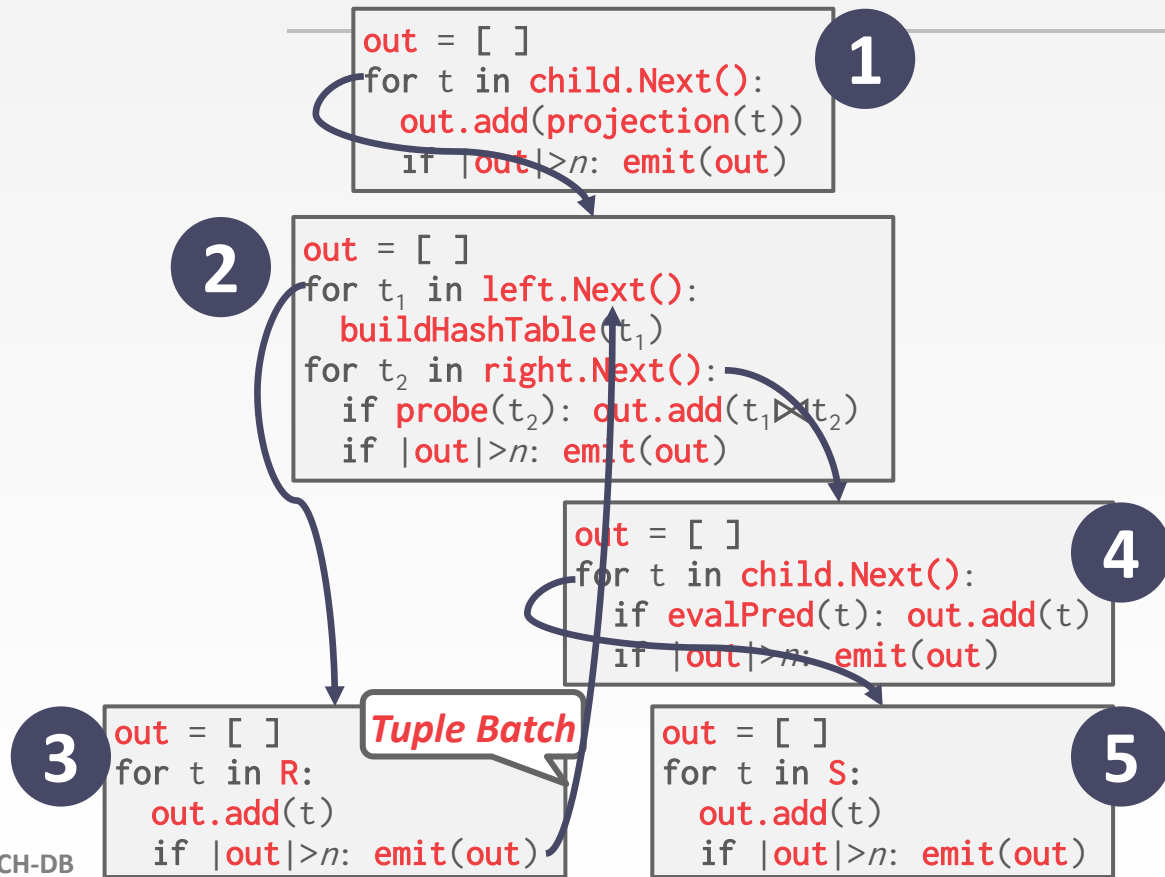 out = [ ]
for t in child.Next():
out.add(projection(t))
if |out|>n: emit(out)
1
2
out = [ ]
for t₁ in left.Next():
buildHashTable(t₁)
for t₂ in right.Next():
if probe(t₂): out.add(t₁⨝t₂)
if |out|>n: emit(out)
out = [ ]
for t in child.Next():
if evalPred(t): out.add(t)
if |out|>n: emit(out)
4
3
out = [ ]
for t in R:
out.add(t)
if |out|>n: emit(out)
Tuple Batch
out = [ ]
for t in S:
out.add(t)
if |out|>n: emit(out)
5
CH-DB